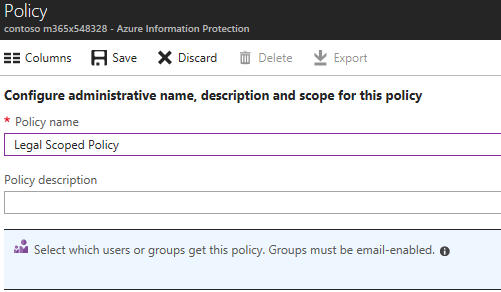 Policy
contoso m365x548328 - Azure Information Protection
Columns Save Discard Delete Export
Configure administrative name, description and scope for this policy
* Policy name
Legal Scoped Policy
Policy description
Select which users or groups get this policy. Groups must be email-enabled.